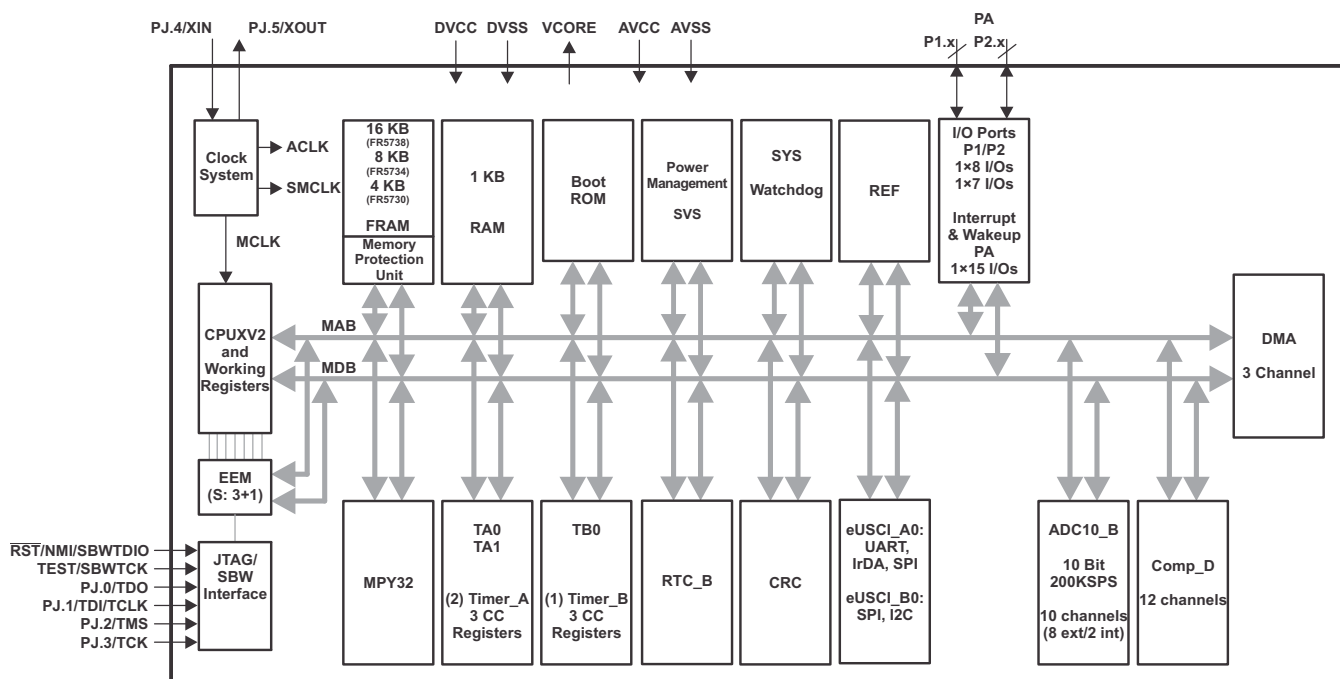 PJ.4/XIN
PJ.5/XOUT
DVCC
DVSS
VCORE
AVCC
AVSS
PA
P1.x
P2.x
Clock
System
ACLK
SMCLK
MCLK
16 KB
(FR5738)
8 KB
(FR5734)
4 KB
(FR5730)
FRAM
Memory
Protection
Unit
1 KB
RAM
Boot
ROM
Power
Management
SVS
SYS
Watchdog
REF
I/O Ports
P1/P2
1×8 I/Os
1×7 I/Os
Interrupt
& Wakeup
PA
1×15 I/Os
CPUXV2
and
Working
Registers
MAB
MDB
DMA
3 Channel
EEM
(S: 3+1)
RST/NMI/SBWTDIO
TEST/SBWTCK
PJ.0/TDO
PJ.1/TDI/TCLK
PJ.2/TMS
PJ.3/TCK
JTAG/
SBW
Interface
MPY32
TA0
TA1
(2) Timer_A
3 CC
Registers
TB0
(1) Timer_B
3 CC
Registers
RTC_B
CRC
eUSCI_A0:
UART,
IrDA, SPI
eUSCI_B0:
SPI, I2C
ADC10_B
10 Bit
200KSPS
10 channels
(8 ext/2 int)
Comp_D
12 channels